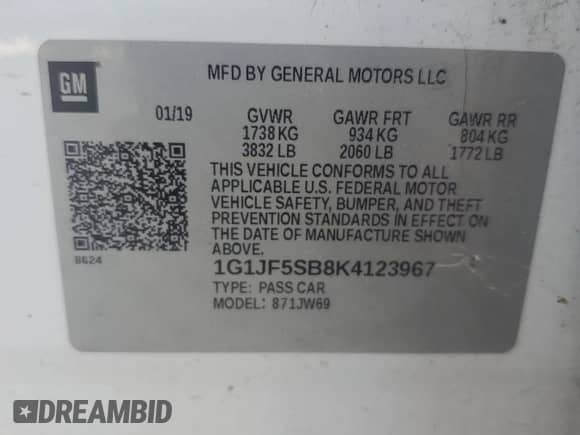 GM
MFD BY GENERAL MOTORS LLC
01/19 GVWR GAWR FRT GAWR RR
1738 KG 934 KG 804 KG
3832 LB 2060 LB 1772 LB
THIS VEHICLE CONFORMS TO ALL
APPLICABLE U.S. FEDERAL MOTOR
VEHICLE SAFETY, BUMPER, AND THEFT
PREVENTION STANDARDS IN EFFECT ON
THE DATE OF MANUFACTURE SHOWN
ABOVE.
8624
1G1JF5SB8K4123967
TYPE: PASS CAR
MODEL: 871JW69
DREAMBID